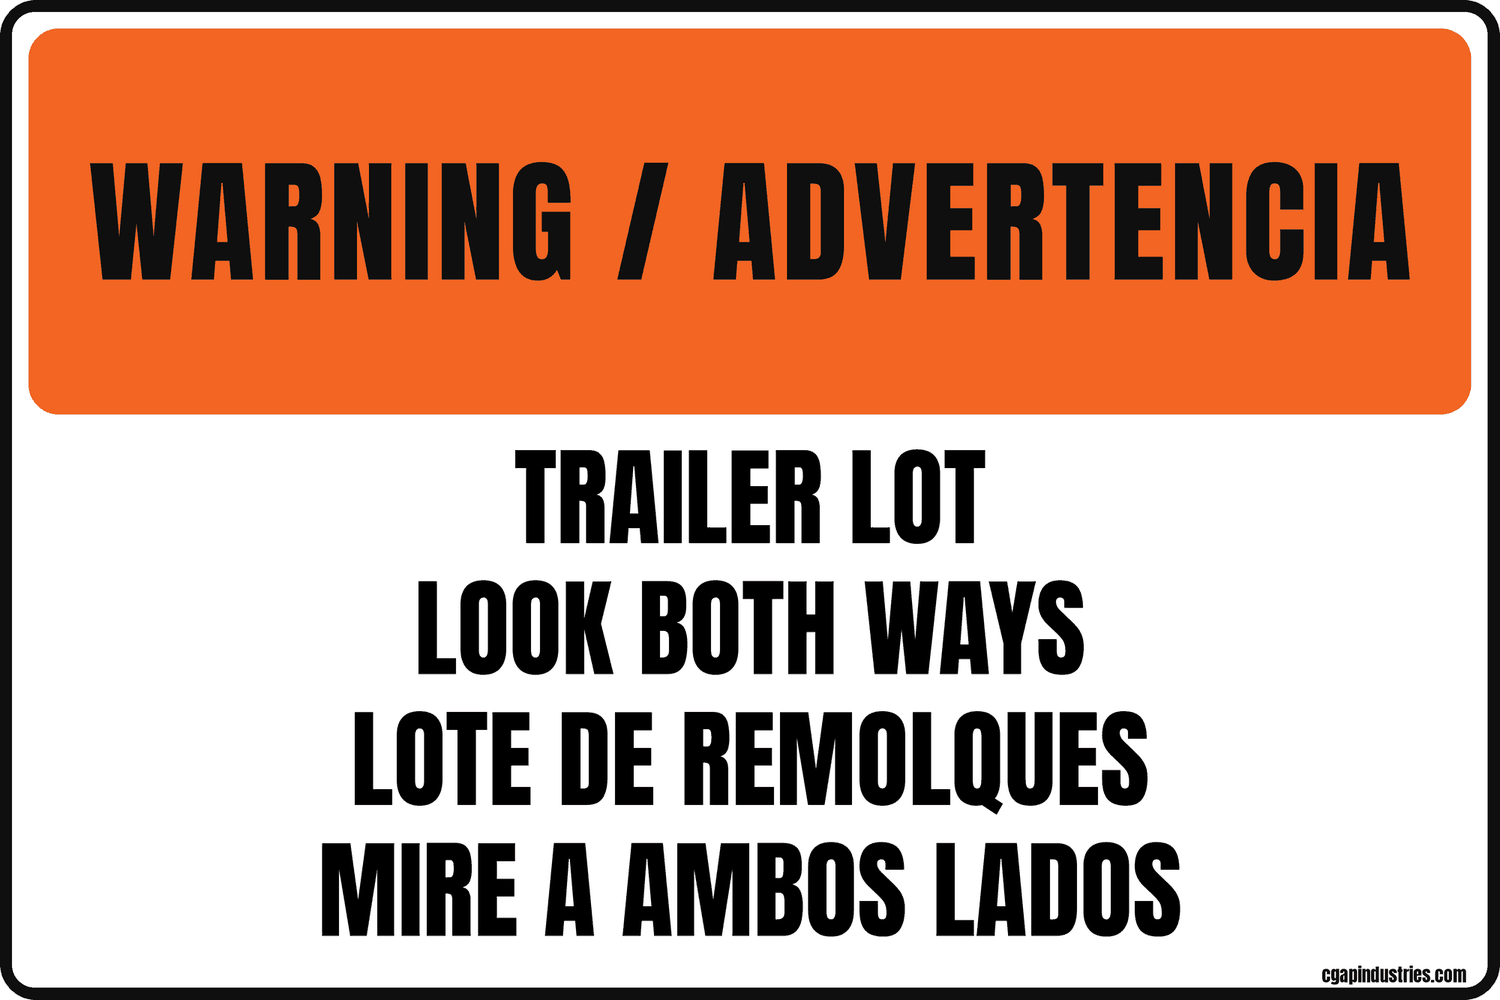 WARNING / ADVERTENCIA
TRAILER LOT
LOOK BOTH WAYS
LOTE DE REMOLQUES
MIRE A AMBOS LADOS
cgapindustries.com